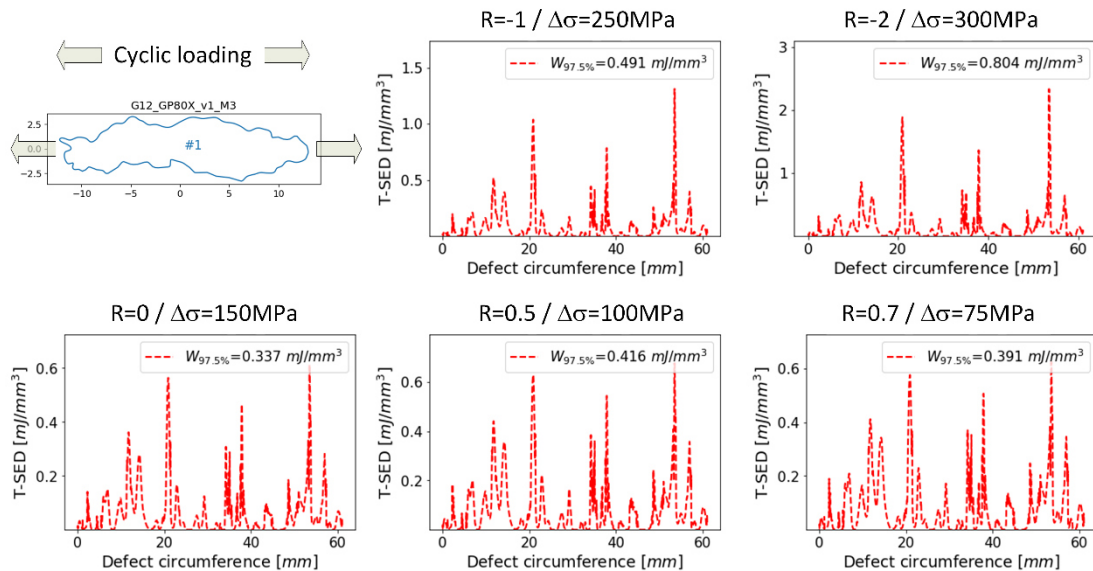 Cyclic loading
G12_GP80X_v1_M3
2.5
0.0
−2.5
#1
−10 −5 0 5 10
R=-1 / Δσ=250MPa
T-SED [mJ/mm³]
1.5
1.0
0.5
W97.5%=0.491 mJ/mm³
0 20 40 60
Defect circumference [mm]
R=-2 / Δσ=300MPa
T-SED [mJ/mm³]
3
2
1
W97.5%=0.804 mJ/mm³
0 20 40 60
Defect circumference [mm]
R=0 / Δσ=150MPa
T-SED [mJ/mm³]
0.6
0.4
0.2
W97.5%=0.337 mJ/mm³
0 20 40 60
Defect circumference [mm]
R=0.5 / Δσ=100MPa
T-SED [mJ/mm³]
0.6
0.4
0.2
W97.5%=0.416 mJ/mm³
0 20 40 60
Defect circumference [mm]
R=0.7 / Δσ=75MPa
T-SED [mJ/mm³]
0.6
0.4
0.2
W97.5%=0.391 mJ/mm³
0 20 40 60
Defect circumference [mm]